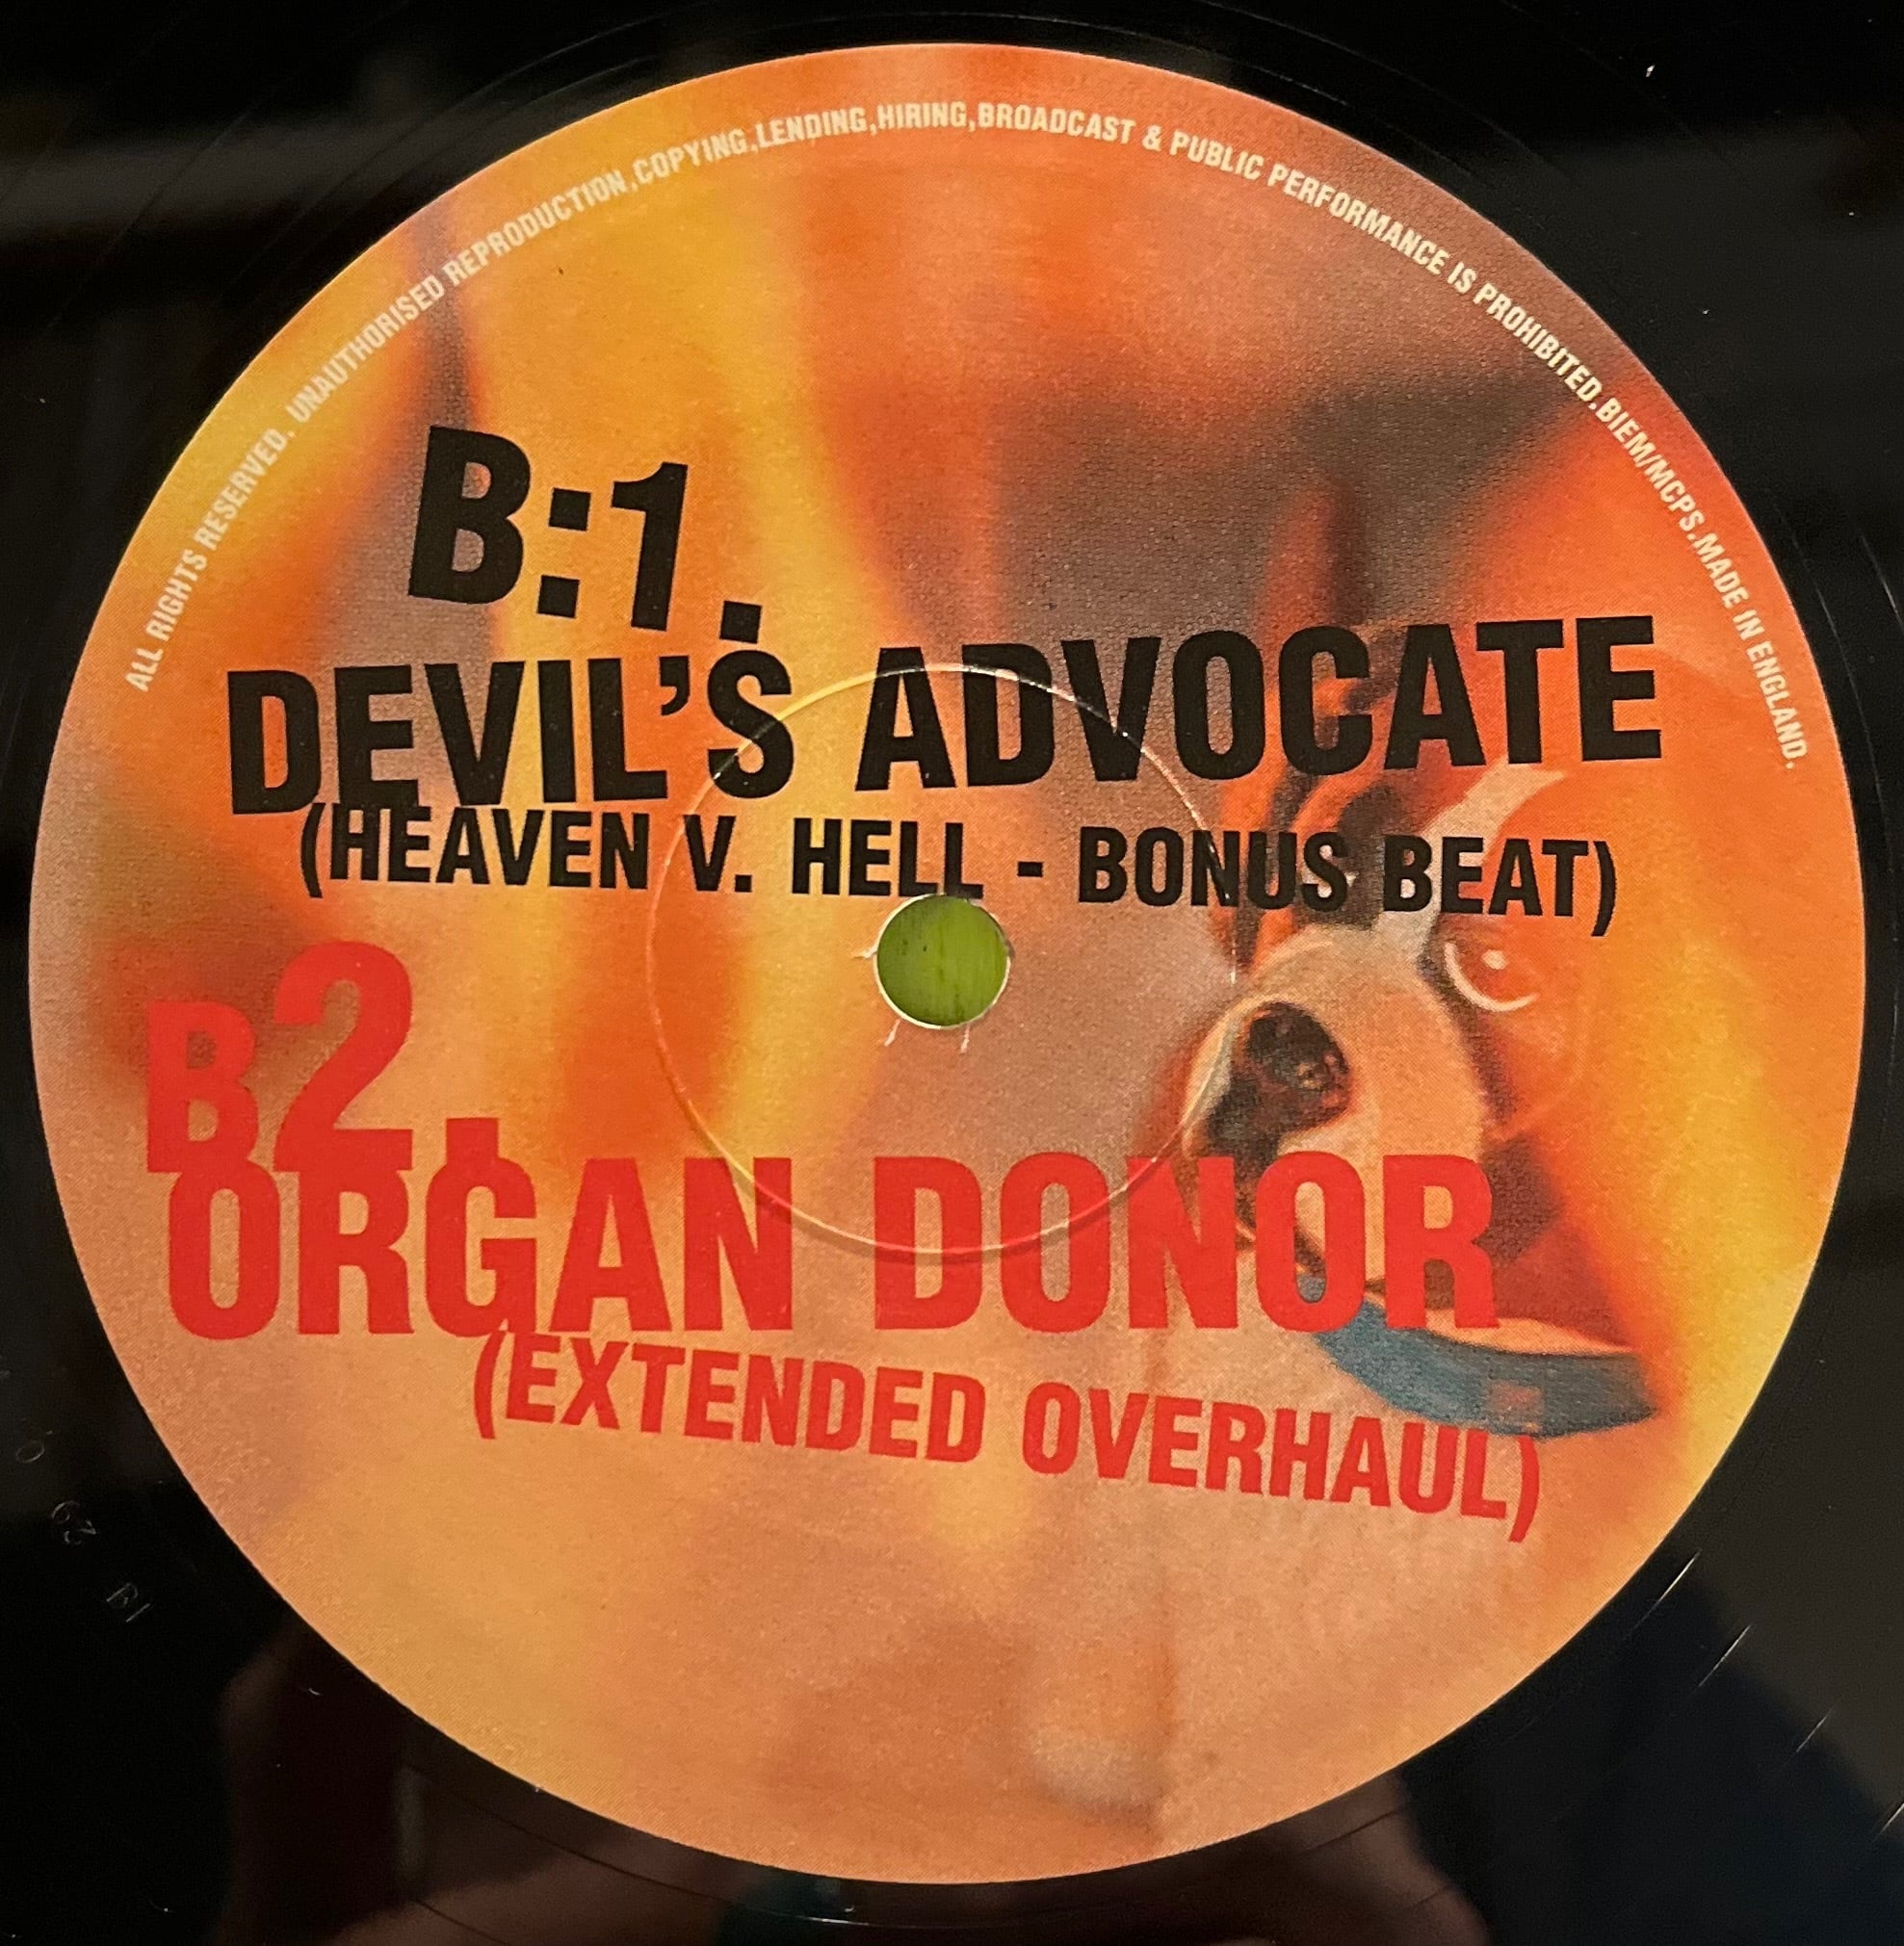 ALL RIGHTS RESERVED. UNAUTHORISED REPRODUCTION,COPYING,LENDING,HIRING,BROADCAST & PUBLIC PERFORMANCE IS PROHIBITED.BIEM/MCPS.MADE IN ENGLAND.
B:1.
DEVIL'S ADVOCATE
(HEAVEN V. HELL - BONUS BEAT)
B2.
ORGAN DONOR
(EXTENDED OVERHAUL)